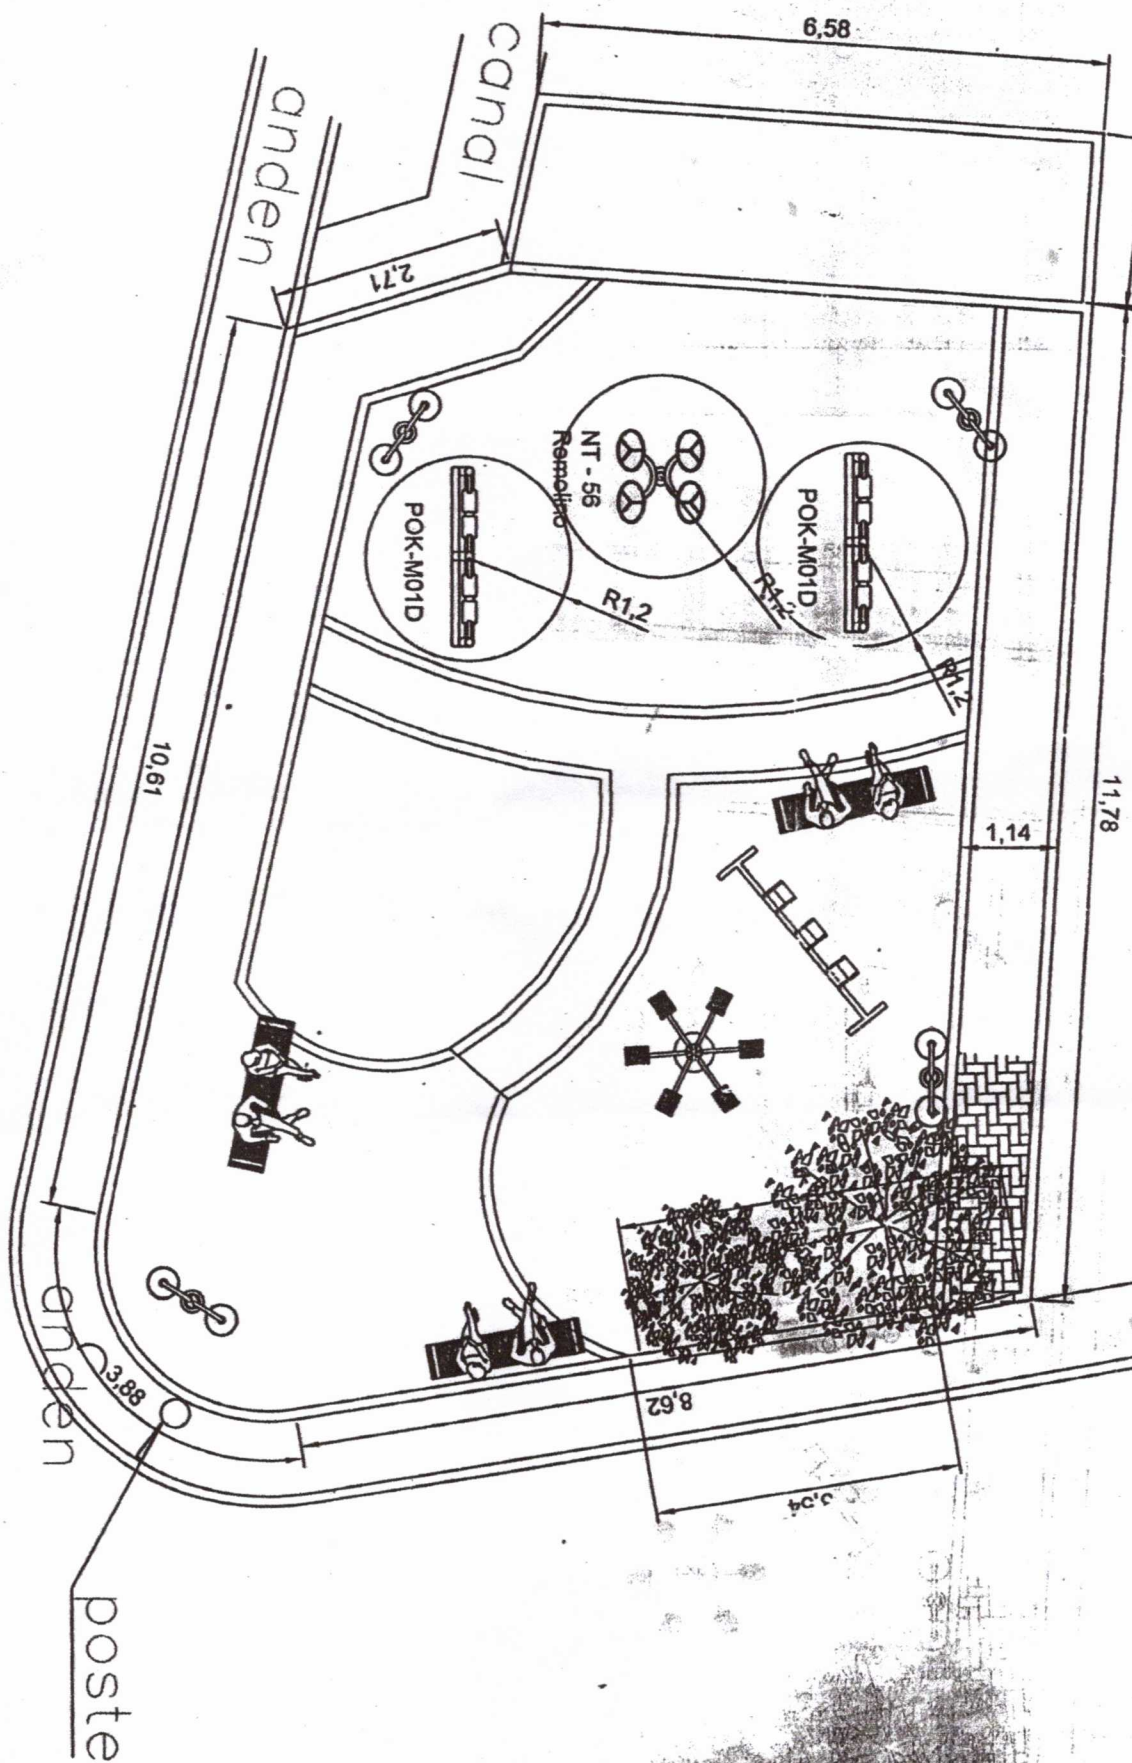 6,58
canal
anden
2,71
NT - 56
Remolino
POK-M01D
POK-M01D
R1,2
R1,2
R1,2
10,61
11,78
1,14
anden
3,88
8,62
poste